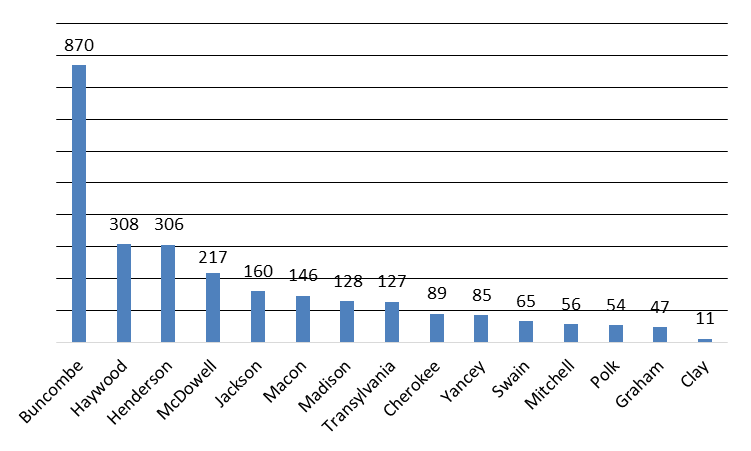 870
308
306
217
160
146
128
127
89
85
65
56
54
47
11
Buncombe
Haywood
Henderson
McDowell
Jackson
Macon
Madison
Transylvania
Cherokee
Yancey
Swain
Mitchell
Polk
Graham
Clay